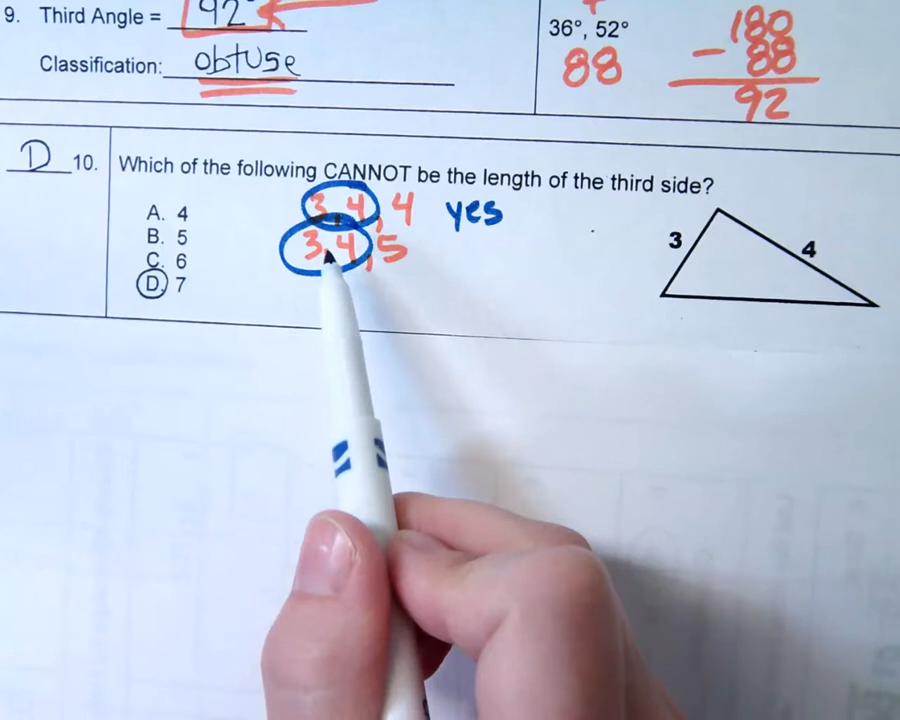 9. Third Angle = 92
Classification: obtuse
36°, 52°
88
180
- 88
92
D 10. Which of the following CANNOT be the length of the third side?
A. 4
B. 5
C. 6
D. 7
3, 4, 4 yes
3, 4, 5
3
4